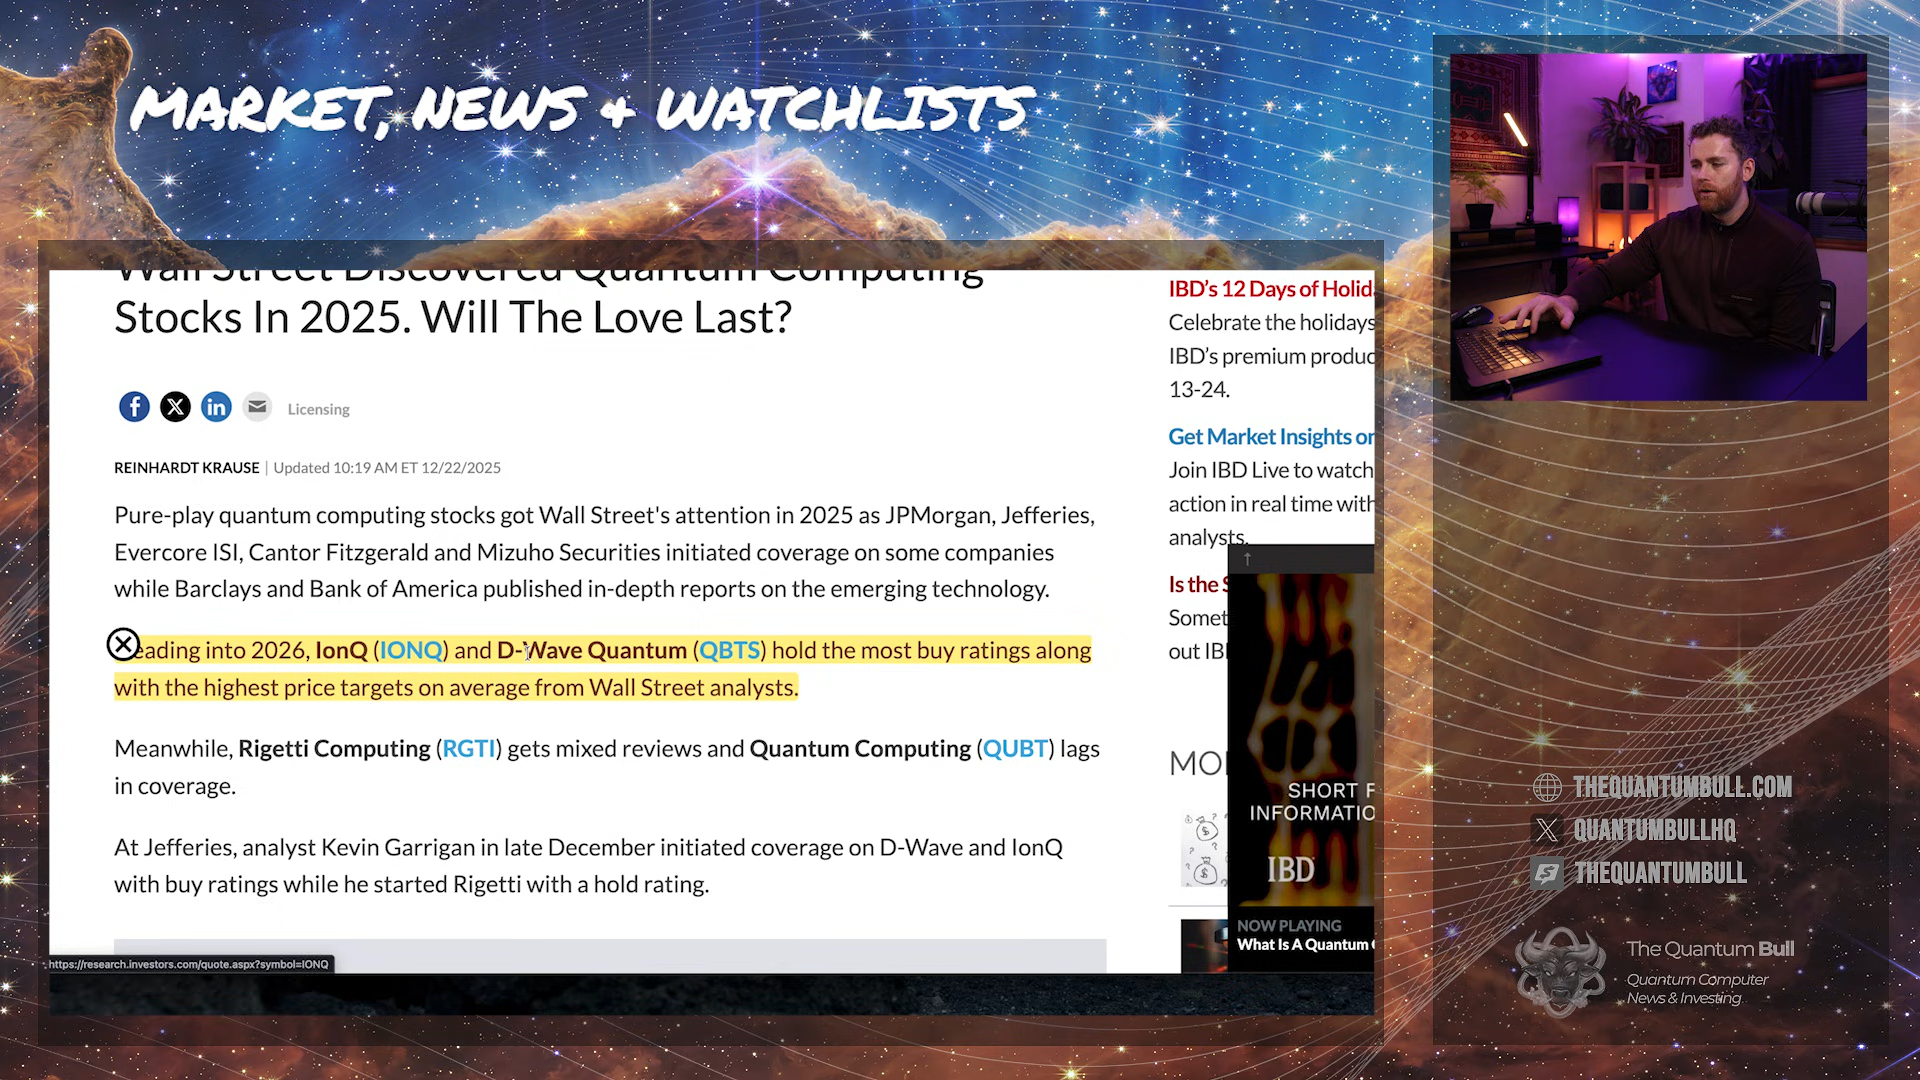 MARKET, NEWS & WATCHLISTS
Wall Street Discovered Quantum Computing
Stocks In 2025. Will The Love Last?
Licensing
REINHARDT KRAUSE | Updated 10:19 AM ET 12/22/2025
Pure-play quantum computing stocks got Wall Street's attention in 2025 as JPMorgan, Jefferies,
Evercore ISI, Cantor Fitzgerald and Mizuho Securities initiated coverage on some companies
while Barclays and Bank of America published in-depth reports on the emerging technology.
eading into 2026, IonQ (IONQ) and D-Wave Quantum (QBTS) hold the most buy ratings along
with the highest price targets on average from Wall Street analysts.
Meanwhile, Rigetti Computing (RGTI) gets mixed reviews and Quantum Computing (QUBT) lags
in coverage.
At Jefferies, analyst Kevin Garrigan in late December initiated coverage on D-Wave and IonQ
with buy ratings while he started Rigetti with a hold rating.
https://research.investors.com/quote.aspx?symbol=IONQ
IBD's 12 Days of Holid
Celebrate the holidays
IBD's premium produc
13-24.
Get Market Insights on
Join IBD Live to watch
action in real time with
analysts.
Is the S
Somet
out IB
MO
SHORT F
INFORMATIO
IBD
NOW PLAYING
What Is A Quantum
THEQUANTUMBULL.COM
QUANTUMBULLHQ
THEQUANTUMBULL
The Quantum Bull
Quantum Computer
News & Investing